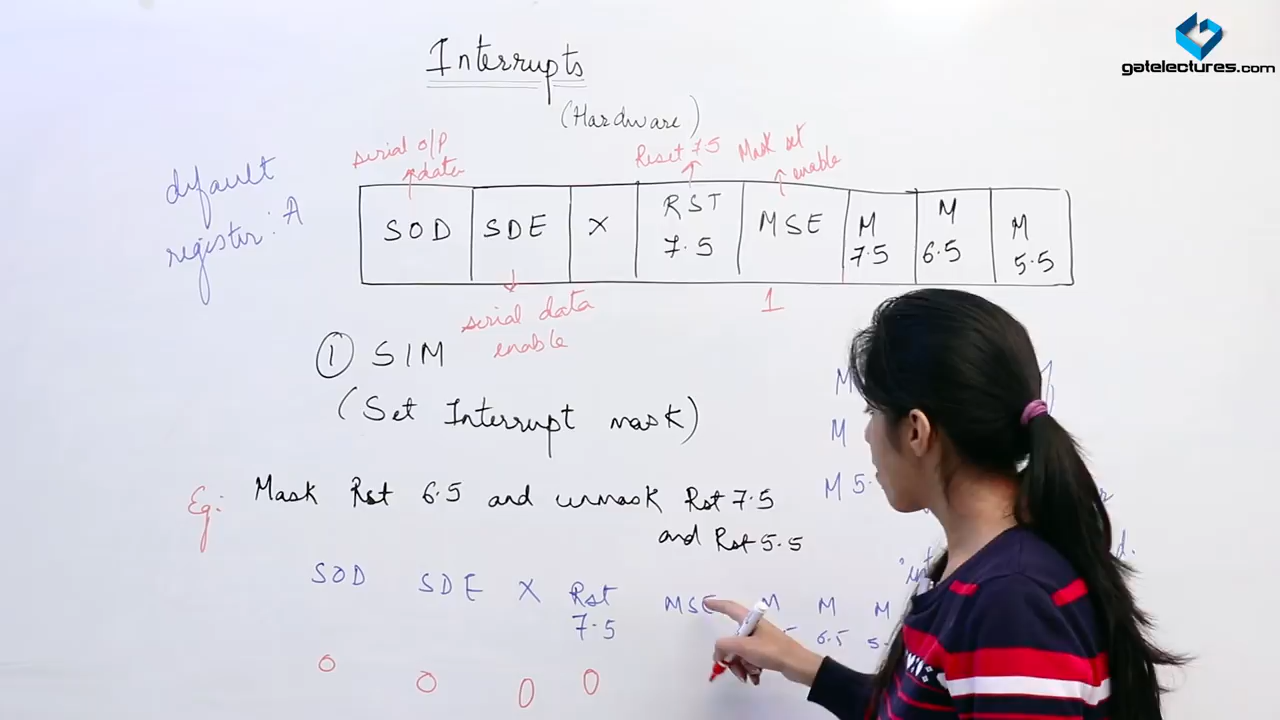 gatelectures.com
Interrupts
(Hardware)
serial o/p
data
Reset 7.5
Mask set
enable
default
register: A
SOD SDE X RST 7.5 MSE M 7.5 M 6.5 M 5.5
serial data
enable
1
① SIM
(Set Interrupt mask)
M
M
M 5.
Eg: Mask Rst 6.5 and unmask Rst 7.5
and Rst 5.5
SOD SDE X Rst 7.5 MSE M M 6.5 M
0 0 0 0